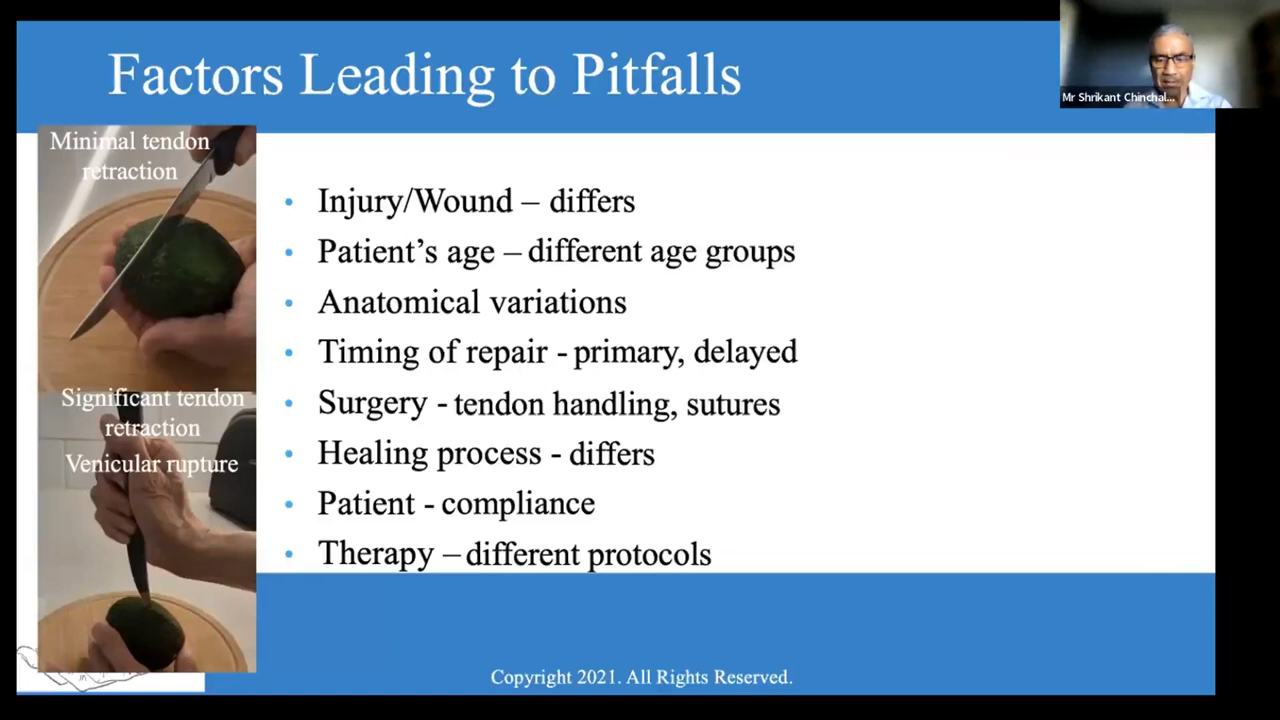 Factors Leading to Pitfalls
Mr Shrikant Chinchal...
Minimal tendon
retraction
Significant tendon
retraction
Venicular rupture
• Injury/Wound – differs
• Patient’s age – different age groups
• Anatomical variations
• Timing of repair - primary, delayed
• Surgery - tendon handling, sutures
• Healing process - differs
• Patient - compliance
• Therapy – different protocols
Copyright 2021. All Rights Reserved.